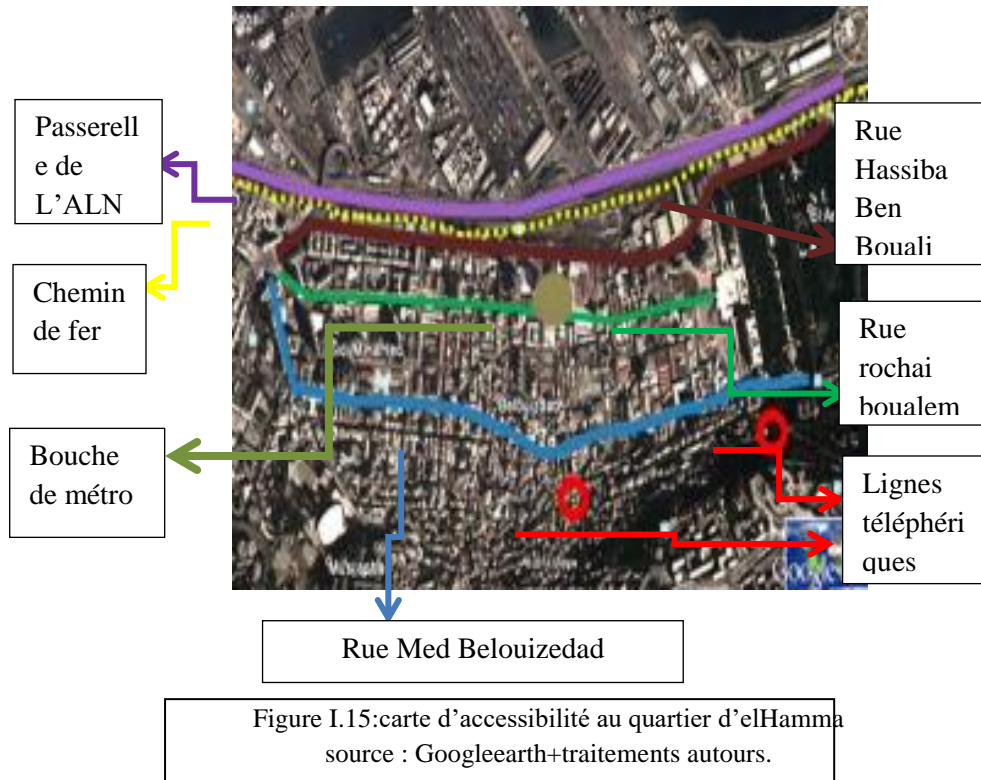 Passerell
e de
L'ALN
Chemin
de fer
Bouche
de métro
Rue
Hassiba
Ben
Bouali
Rue
rochai
boualem
Lignes
téléphéri
ques
Google
Rue Med Belouizedad
Figure I.15:carte d'accessibilité au quartier d'elHamma
source : Googleearth+traitements autours.